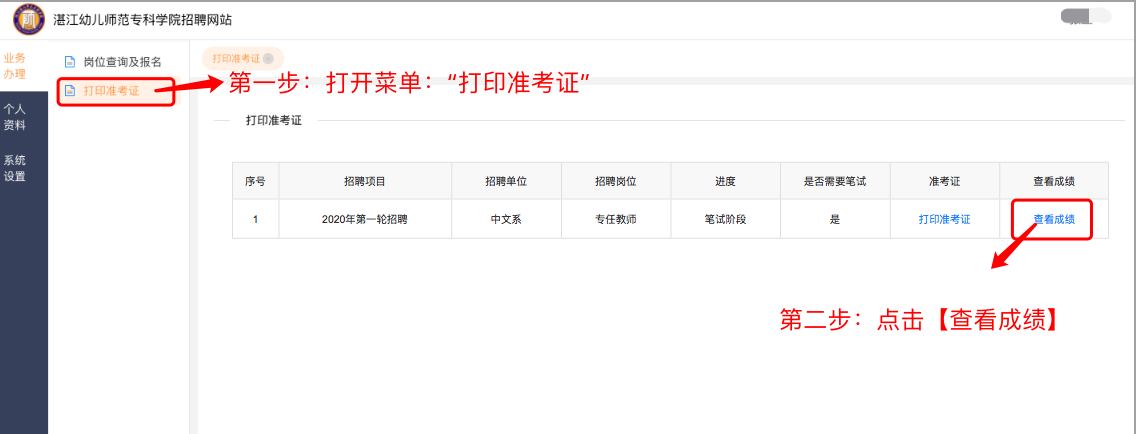 湛江幼儿师范专科学院招聘网站
业务
办理
个人
资料
系统
设置
岗位查询及报名
打印准考证
打印准考证
第一步：打开菜单：“打印准考证”
打印准考证
序号 招聘项目 招聘单位 招聘岗位 进度 是否需要笔试 准考证 查看成绩
1 2020年第一轮招聘 中文系 专任教师 笔试阶段 是 打印准考证 查看成绩
第二步：点击【查看成绩】